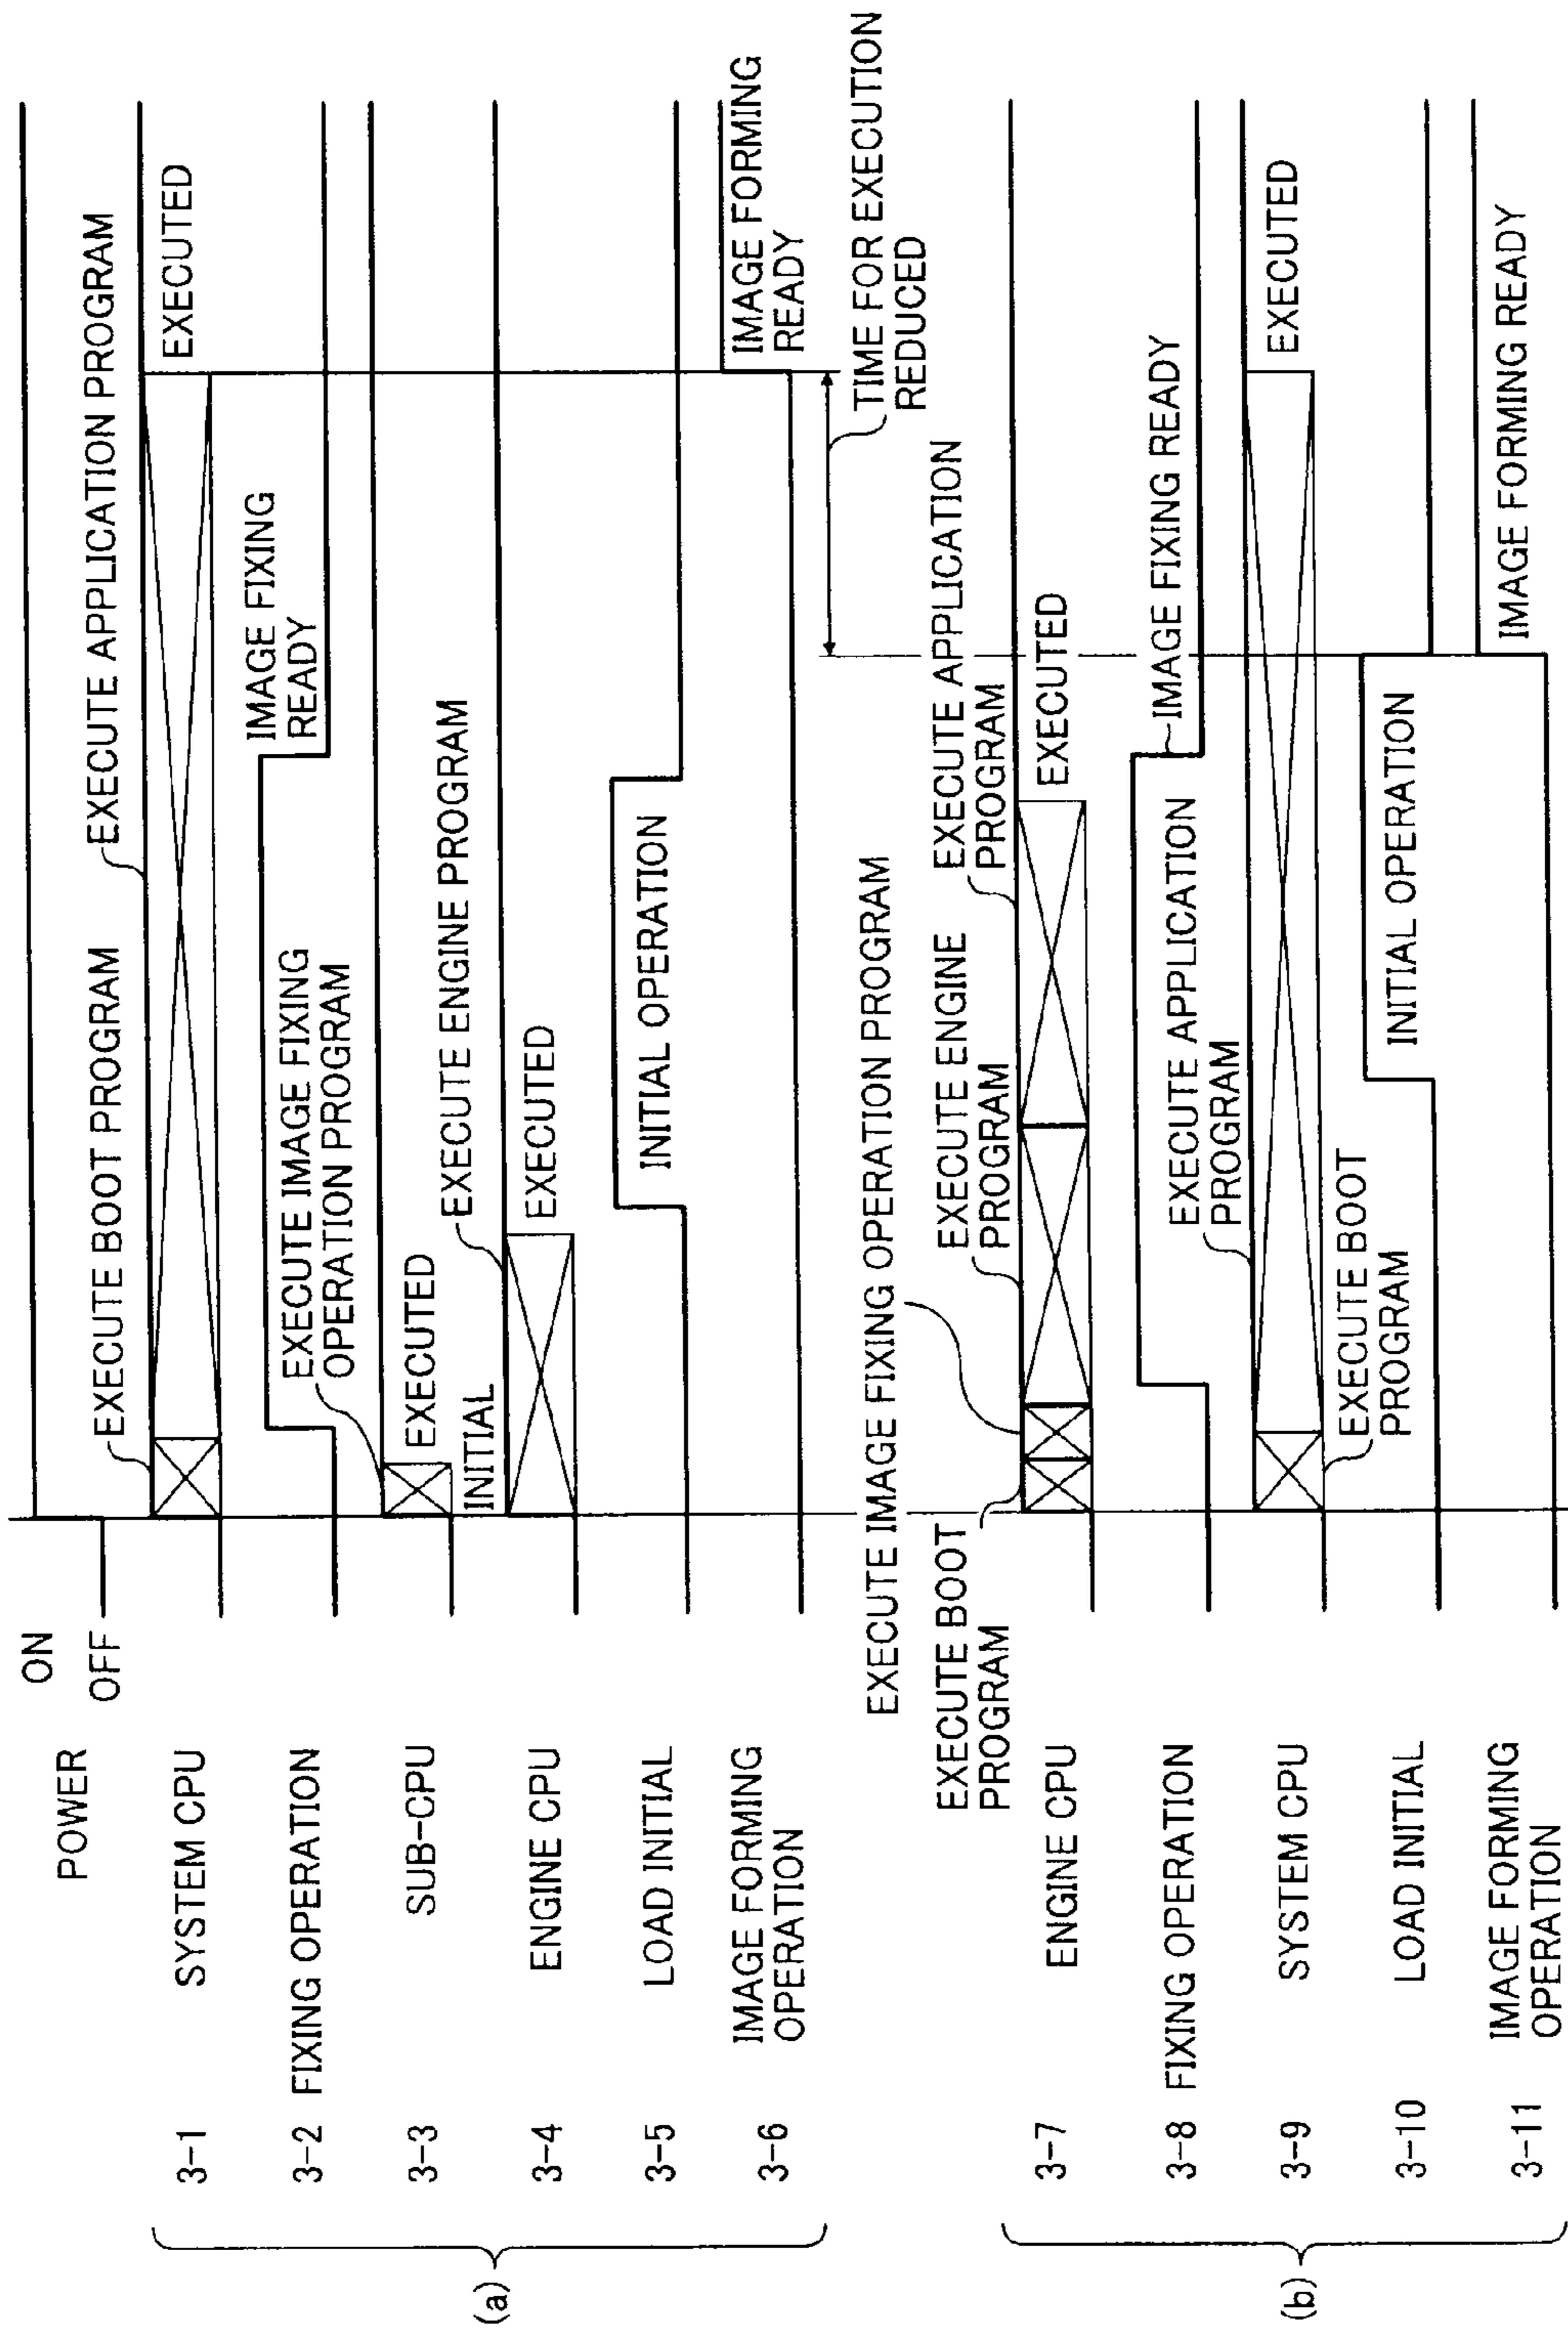 POWER
ON
OFF
EXECUTE BOOT PROGRAM
EXECUTE APPLICATION PROGRAM
3-1
SYSTEM CPU
EXECUTED
3-2
FIXING OPERATION
IMAGE FIXING
READY
EXECUTE IMAGE FIXING
OPERATION PROGRAM
3-3
SUB-CPU
EXECUTED
INITIAL
EXECUTE ENGINE PROGRAM
3-4
ENGINE CPU
EXECUTED
3-5
LOAD INITIAL
INITIAL OPERATION
3-6
IMAGE FORMING
OPERATION
IMAGE FORMING
READY
(a)
TIME FOR EXECUTION
REDUCED
EXECUTE IMAGE FIXING OPERATION PROGRAM
EXECUTE BOOT
PROGRAM
EXECUTE ENGINE
PROGRAM
EXECUTE APPLICATION
PROGRAM
3-7
ENGINE CPU
EXECUTED
3-8
FIXING OPERATION
IMAGE FIXING READY
EXECUTE APPLICATION
PROGRAM
3-9
SYSTEM CPU
EXECUTED
EXECUTE BOOT
PROGRAM
3-10
LOAD INITIAL
INITIAL OPERATION
3-11
IMAGE FORMING
OPERATION
IMAGE FORMING READY
(b)